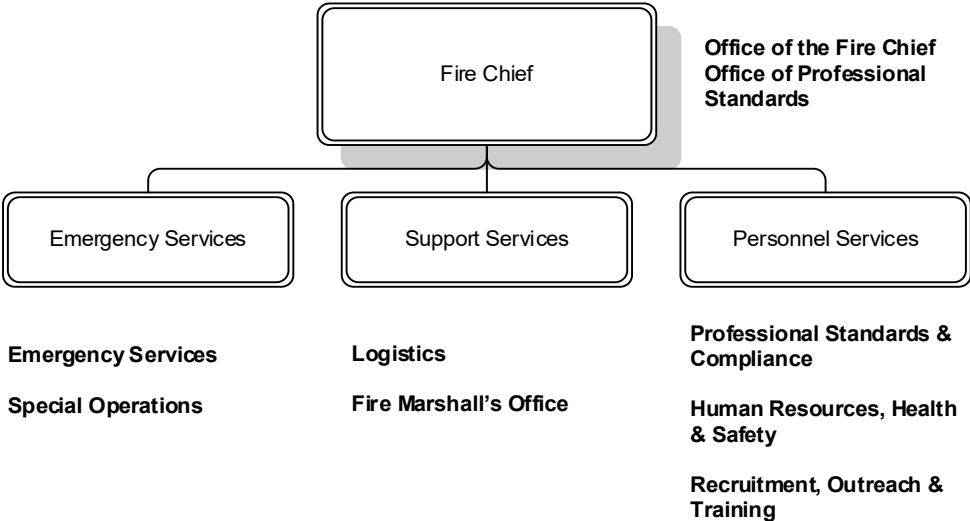 Fire Chief
Office of the Fire Chief
Office of Professional
Standards
Emergency Services
Support Services
Personnel Services
Emergency Services
Special Operations
Logistics
Fire Marshall's Office
Professional Standards &
Compliance
Human Resources, Health
& Safety
Recruitment, Outreach &
Training